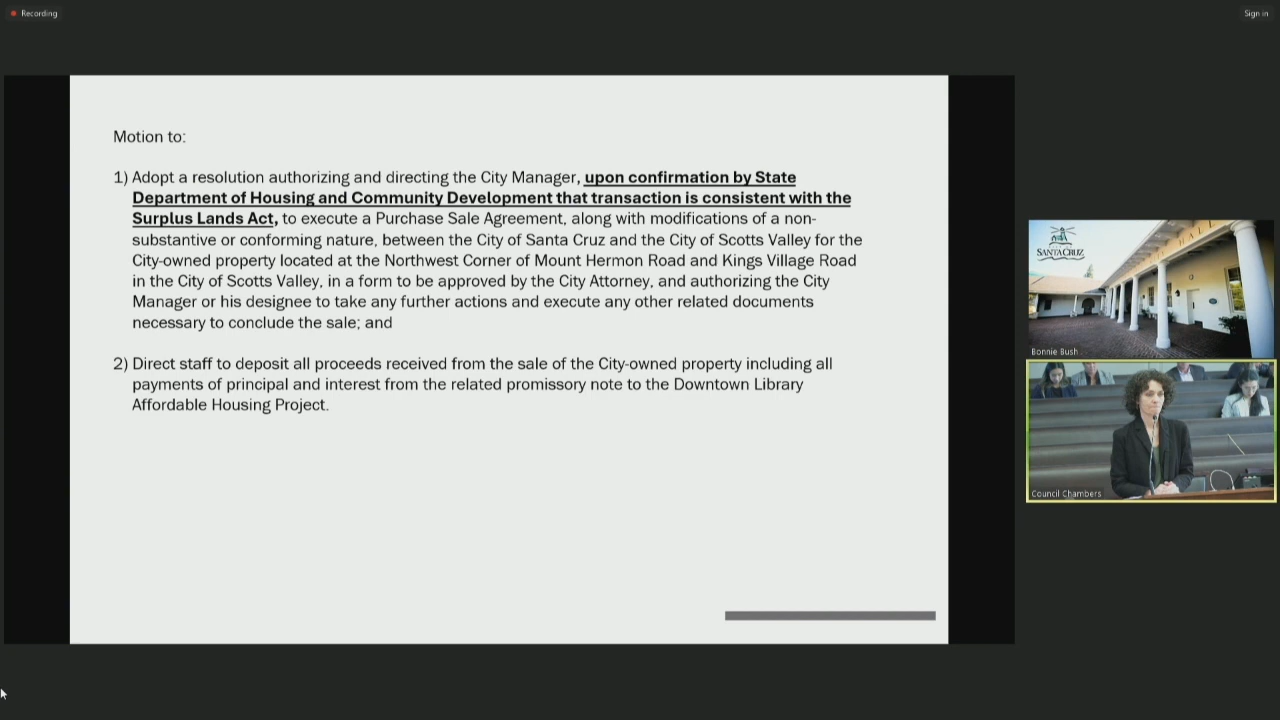 Recording
Sign in
Motion to:
1) Adopt a resolution authorizing and directing the City Manager, upon confirmation by State
Department of Housing and Community Development that transaction is consistent with the
Surplus Lands Act, to execute a Purchase Sale Agreement, along with modifications of a non-
substantive or conforming nature, between the City of Santa Cruz and the City of Scotts Valley for the
City-owned property located at the Northwest Corner of Mount Hermon Road and Kings Village Road
in the City of Scotts Valley, in a form to be approved by the City Attorney, and authorizing the City
Manager or his designee to take any further actions and execute any other related documents
necessary to conclude the sale; and
2) Direct staff to deposit all proceeds received from the sale of the City-owned property including all
payments of principal and interest from the related promissory note to the Downtown Library
Affordable Housing Project.
SANTA CRUZ
HALL
Bonnie Bush
Council Chambers